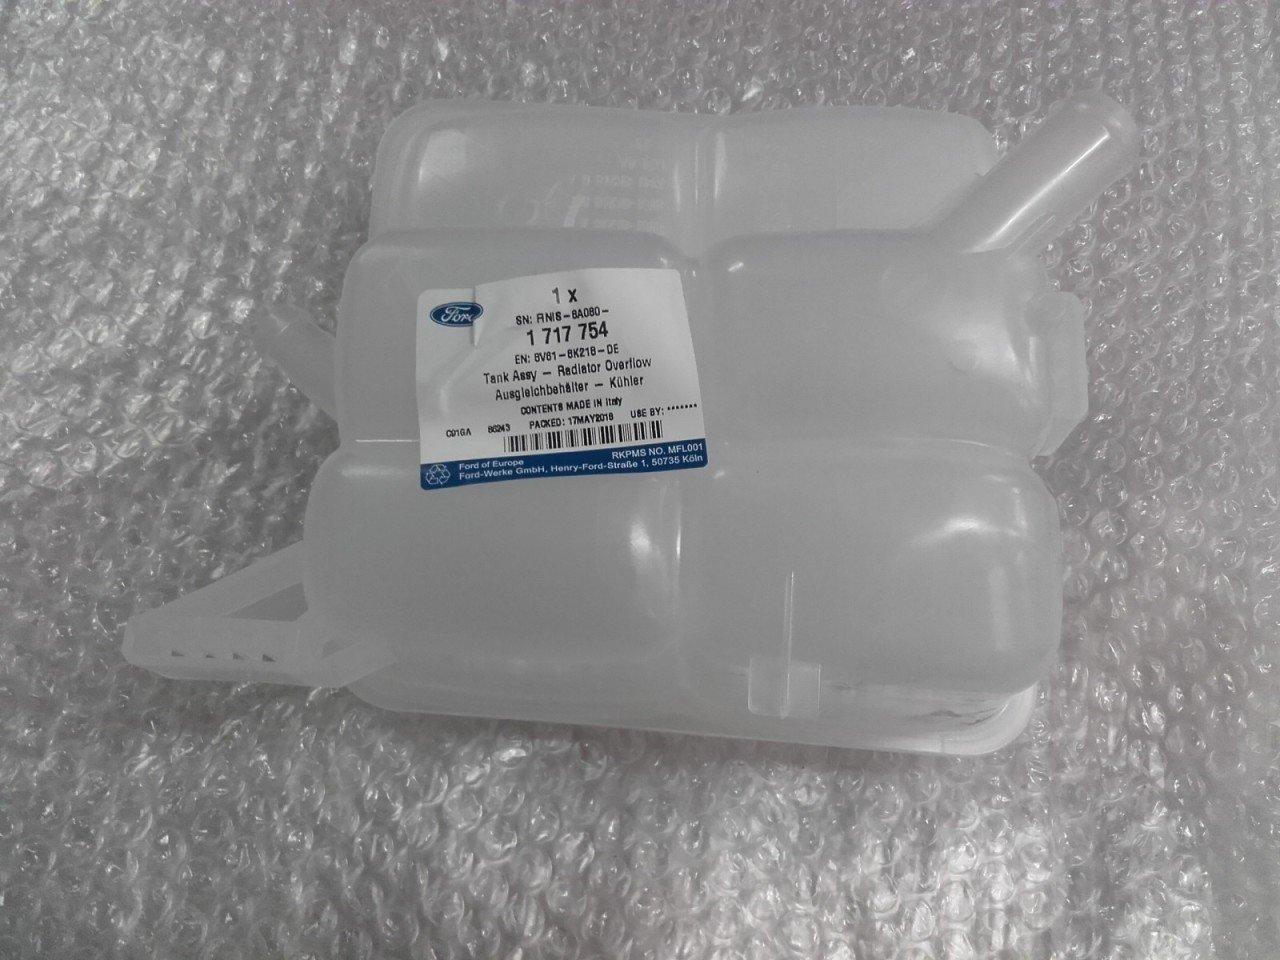 1 x
Ford
SN: FINIS-8A080-
1 717 754
EN: 8V61-8K218-DE
Tank Assy - Radiator Overflow
Ausgleichbehälter - Kühler
CONTENTS MADE IN Italy
C01GA 86243 PACKED: 17MAY2018 USE BY: *******
RKPMS NO. MFL001
Ford of Europe
Ford-Werke GmbH, Henry-Ford-Straße 1, 50735 Köln